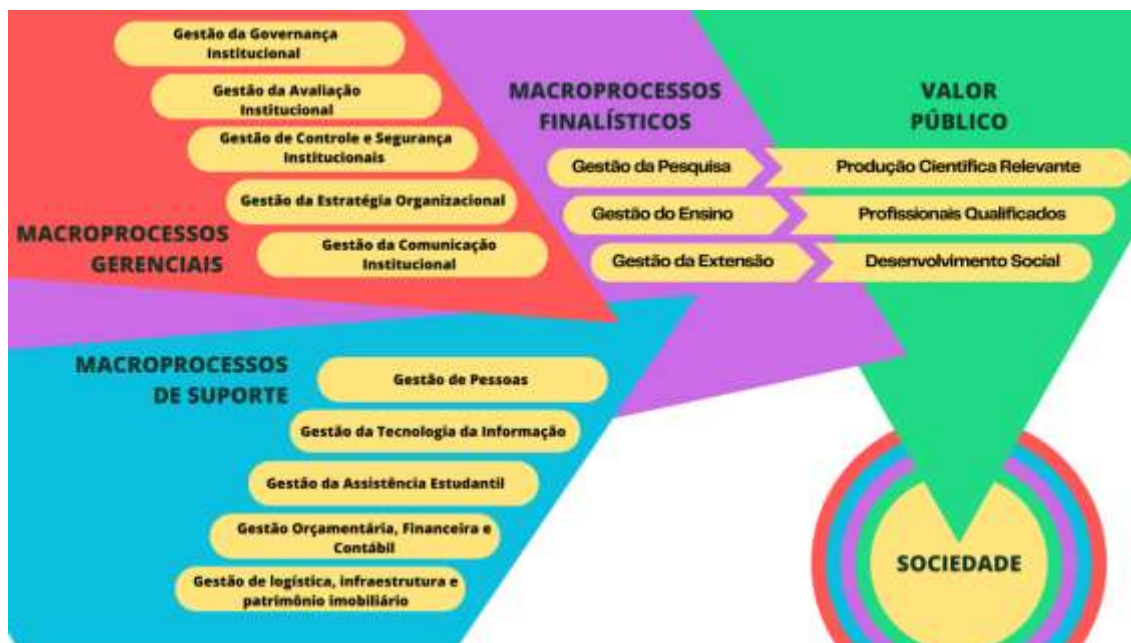 Gestão da Governança
Institucional
Gestão da Avaliação
Institucional
Gestão de Controle e Segurança
Institucionais
Gestão da Estratégia Organizacional
Gestão da Comunicação
Institucional
MACROPROCESSOS
GERENCIAIS
MACROPROCESSOS
FINALÍSTICOS
Gestão da Pesquisa
Gestão do Ensino
Gestão da Extensão
VALOR
PÚBLICO
Produção Científica Relevante
Profissionais Qualificados
Desenvolvimento Social
MACROPROCESSOS
DE SUPORTE
Gestão de Pessoas
Gestão da Tecnologia da Informação
Gestão da Assistência Estudantil
Gestão Orçamentária, Financeira e
Contábil
Gestão de logística, infraestrutura e
patrimônio imobiliário
SOCIEDADE